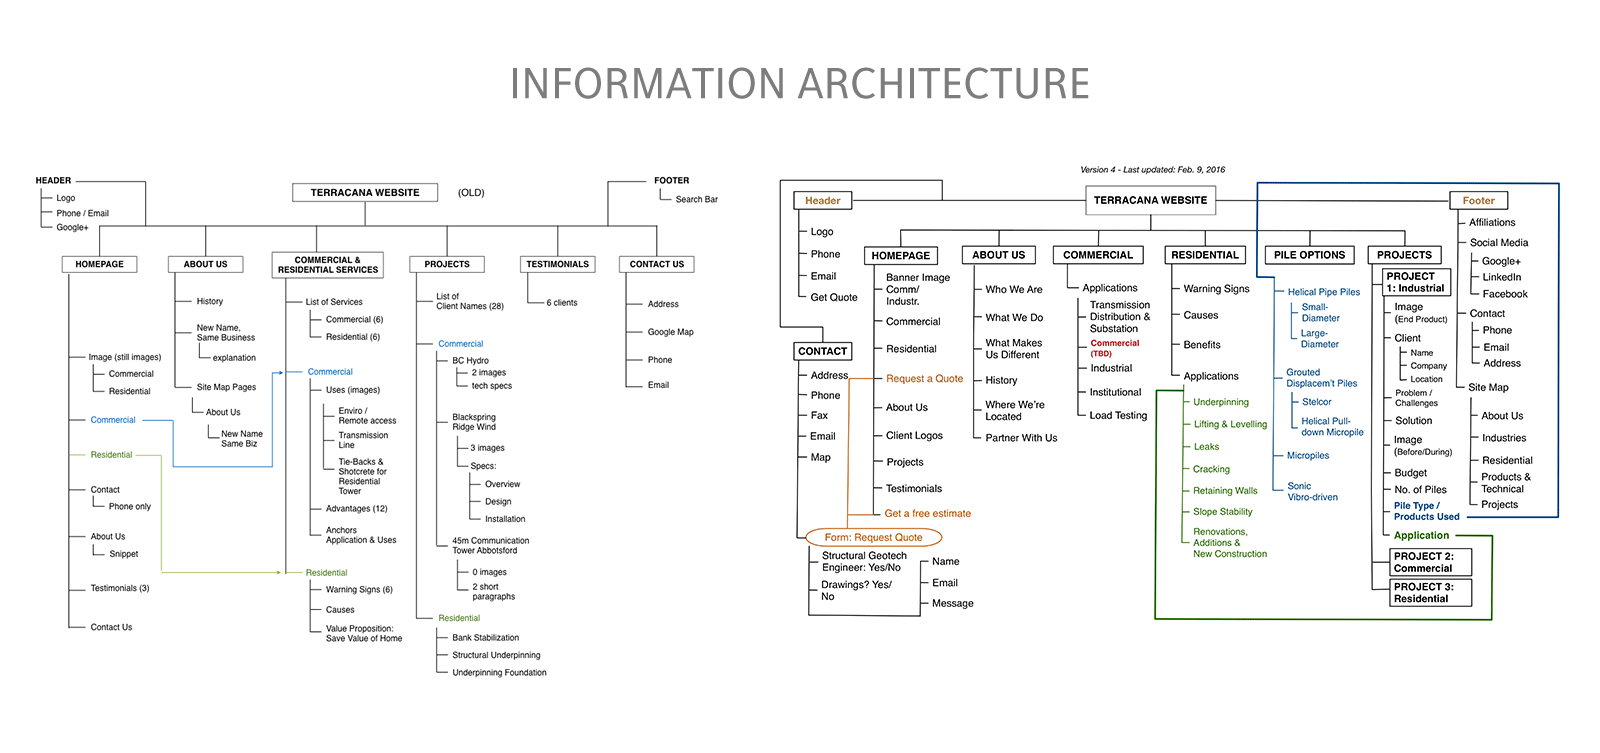 INFORMATION ARCHITECTURE
HEADER
Logo
Phone / Email
Google+
TERRACANA WEBSITE
(OLD)
FOOTER
Search Bar
HOMEPAGE
Image (still images)
Commercial
Residential
Commercial
Residential
Contact
Phone only
About Us
Snippet
Testimonials (3)
Contact Us
ABOUT US
History
New Name,
Same Business
explanation
Site Map Pages
About Us
New Name
Same Biz
COMMERCIAL &
RESIDENTIAL SERVICES
List of Services
Commercial (6)
Residential (6)
Commercial
Uses (images)
Enviro /
Remote access
Transmission
Line
Tie-Backs &
Shotcrete for
Residential
Tower
Advantages (12)
Anchors
Application & Uses
Residential
Warning Signs (6)
Causes
Value Proposition:
Save Value of Home
PROJECTS
List of
Client Names (28)
Commercial
BC Hydro
2 images
tech specs
Blackspring
Ridge Wind
3 images
Specs:
Overview
Design
Installation
45m Communication
Tower Abbotsford
0 images
2 short
paragraphs
Residential
Bank Stabilization
Structural Underpinning
Underpinning Foundation
TESTIMONIALS
6 clients
CONTACT US
Address
Google Map
Phone
Email
Version 4 - Last updated: Feb. 9, 2016
TERRACANA WEBSITE
Header
Logo
Phone
Email
Get Quote
CONTACT
Address
Phone
Fax
Email
Map
Form: Request Quote
Structural Geotech
Engineer: Yes/No
Drawings? Yes/
No
Name
Email
Message
HOMEPAGE
Banner Image
Comm/
Industr.
Commercial
Residential
Request a Quote
About Us
Client Logos
Projects
Testimonials
Get a free estimate
ABOUT US
Who We Are
What We Do
What Makes
Us Different
History
Where We're
Located
Partner With Us
COMMERCIAL
Applications
Transmission
Distribution &
Substation
Commercial
(TBD)
Industrial
Institutional
Load Testing
RESIDENTIAL
Warning Signs
Causes
Benefits
Applications
Underpinning
Lifting & Levelling
Leaks
Cracking
Retaining Walls
Slope Stability
Renovations,
Additions &
New Construction
PILE OPTIONS
Helical Pipe Piles
Small-
Diameter
Large-
Diameter
Grouted
Displacem't Piles
Stelcor
Helical Pull-
down Micropile
Micropiles
Sonic
Vibro-driven
PROJECTS
PROJECT
1: Industrial
Image
(End Product)
Client
Name
Company
Location
Problem /
Challenges
Solution
Image
(Before/During)
Budget
No. of Piles
Pile Type /
Products Used
Application
PROJECT 2:
Commercial
PROJECT 3:
Residential
Footer
Affiliations
Social Media
Google+
LinkedIn
Facebook
Contact
Phone
Email
Address
Site Map
About Us
Industries
Residential
Products &
Technical
Projects